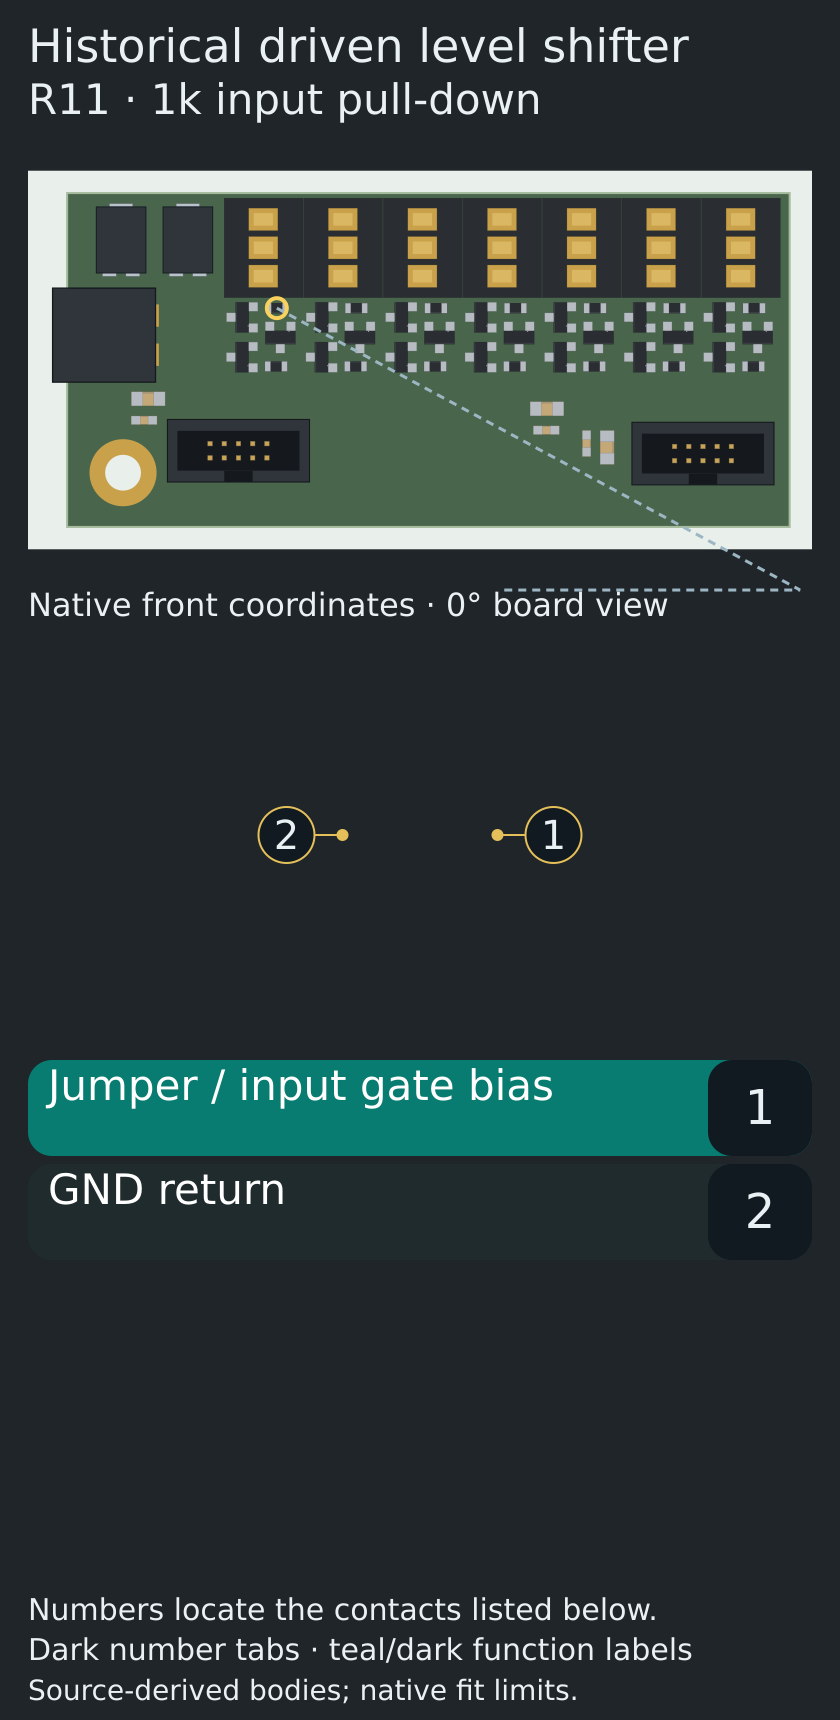 Historical driven level shifter
R11 · 1k input pull-down
Native front coordinates · 0° board view
2
1
Jumper / input gate bias
1
GND return
2
Numbers locate the contacts listed below.
Dark number tabs · teal/dark function labels
Source-derived bodies; native fit limits.